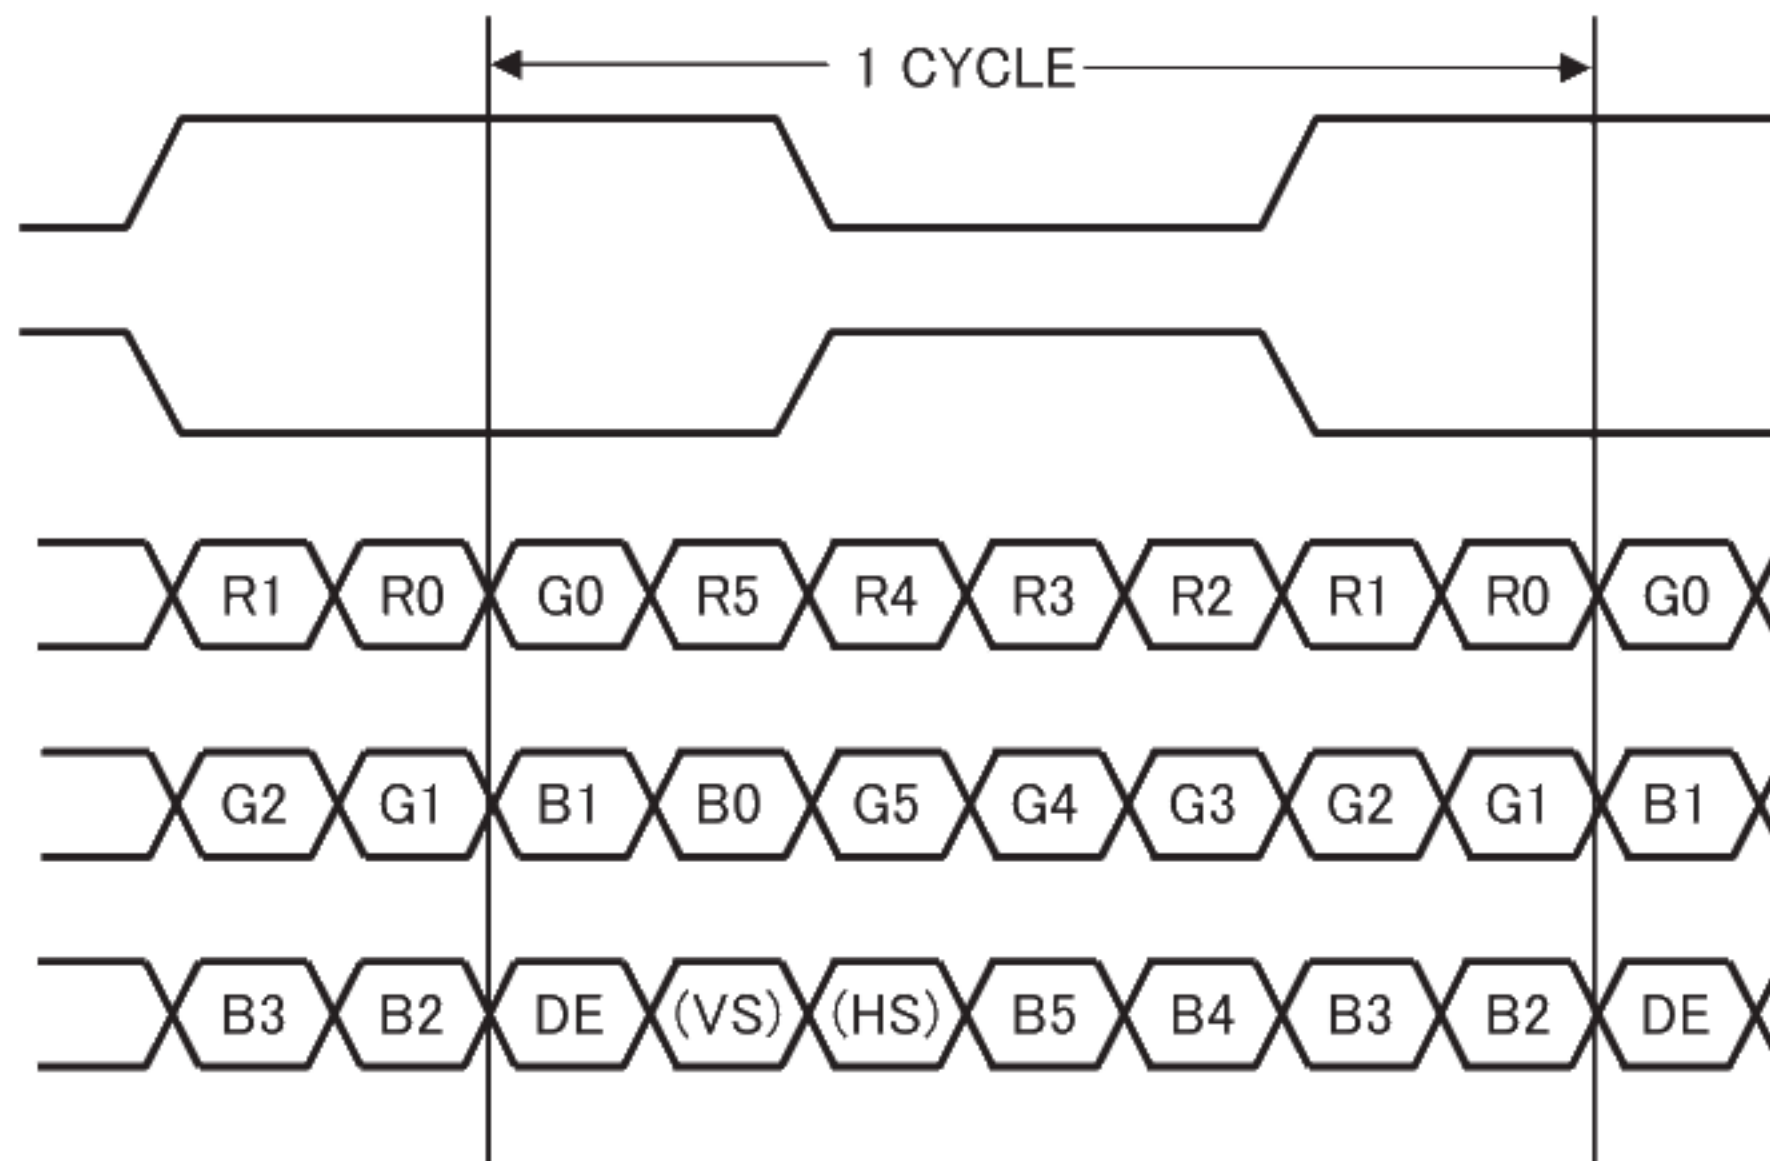 1 CYCLE
R1 R0 G0 R5 R4 R3 R2 R1 R0 G0
G2 G1 B1 B0 G5 G4 G3 G2 G1 B1
B3 B2 DE (VS) (HS) B5 B4 B3 B2 DE